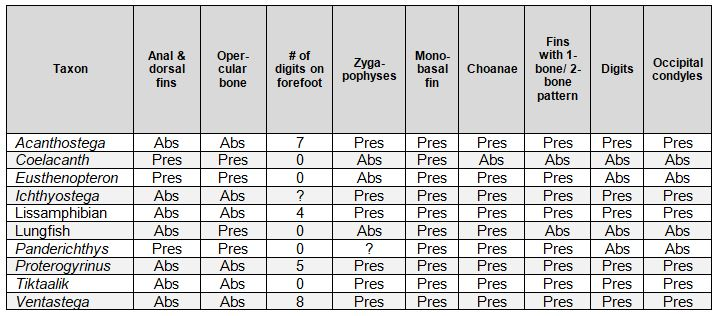 Taxon
Anal &
dorsal
fins
Oper-
cular
bone
# of
digits on
forefoot
Zyga-
pophyses
Mono-
basal
fin
Choanae
Fins
with 1-
bone/ 2-
bone
pattern
Digits
Occipital
condyles
Acanthostega Abs Abs 7 Pres Pres Pres Pres Pres Pres
Coelacanth Pres Pres 0 Abs Pres Abs Abs Abs Abs
Eusthenopteron Pres Pres 0 Abs Pres Pres Pres Abs Abs
Ichthyostega Abs Abs ? Pres Pres Pres Pres Pres Pres
Lissamphibian Abs Abs 4 Pres Pres Pres Pres Pres Pres
Lungfish Abs Pres 0 Abs Pres Pres Abs Abs Abs
Panderichthys Pres Pres 0 ? Pres Pres Pres Abs Abs
Proterogyrinus Abs Abs 5 Pres Pres Pres Pres Pres Pres
Tiktaalik Abs Abs 0 Pres Pres Pres Pres Pres Pres
Ventastega Abs Abs 8 Pres Pres Pres Pres Pres Pres